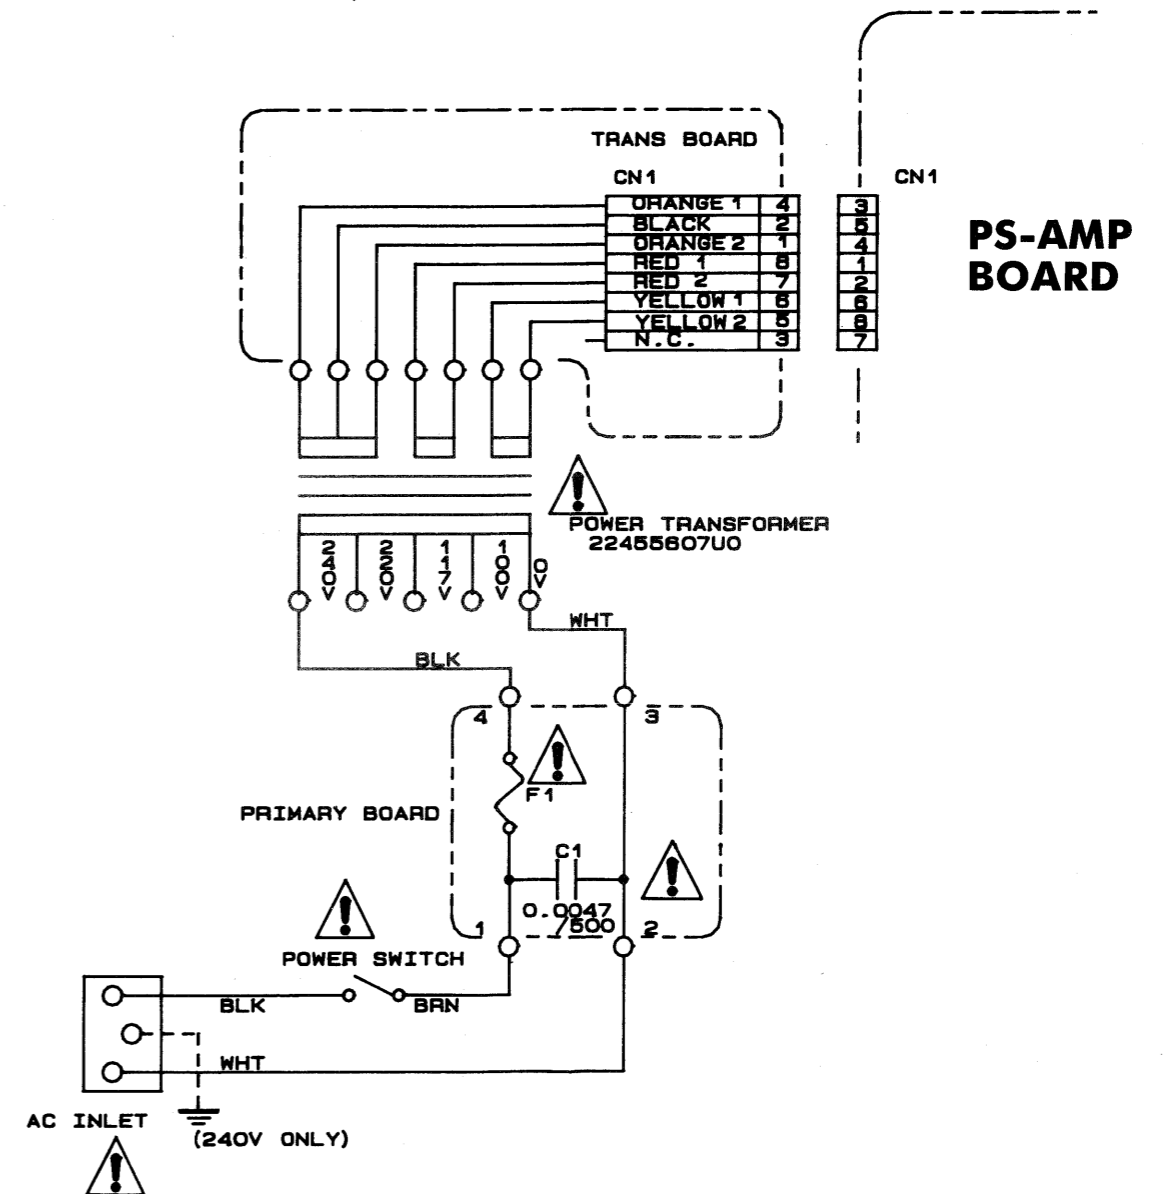 TRANS BOARD
CN1
CN1
ORANGE 1 4 3
BLACK 2 5
ORANGE 2 1 4
RED 1 8 1
RED 2 7 2
YELLOW 1 6 6
YELLOW 2 5 8
N.C. 3 7
PS-AMP
BOARD
POWER TRANSFORMER
22455607U0
240V
220V
117V
100V
0V
WHT
BLK
4
3
F1
PRIMARY BOARD
C1
0.0047
/500
1
2
POWER SWITCH
BLK
BRN
WHT
AC INLET
(240V ONLY)